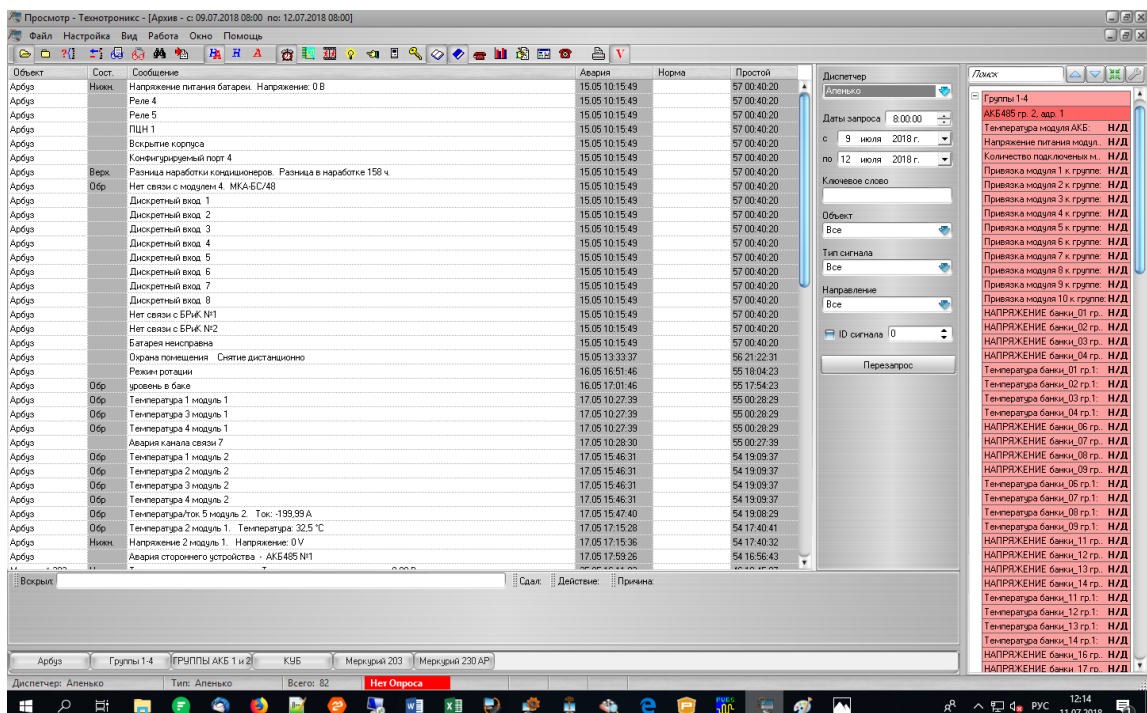 Просмотр - Технотроникс - [Архив - с: 09.07.2018 08:00 по: 12.07.2018 08:00]
Файл Настройка Вид Работа Окно Помощь
Объект Сост. Сообщение Авария Норма Простой
Арбуз Нижн. Напряжение питания батареи. Напряжение: 0 В 15.05 10:15:49 57 00:40:20
Арбуз Реле 4 15.05 10:15:49 57 00:40:20
Арбуз Реле 5 15.05 10:15:49 57 00:40:20
Арбуз ПЦН 1 15.05 10:15:49 57 00:40:20
Арбуз Вскрытие корпуса 15.05 10:15:49 57 00:40:20
Арбуз Конфигурируемый порт 4 15.05 10:15:49 57 00:40:20
Арбуз Верх. Разница наработки кондиционеров. Разница в наработке 158 ч. 15.05 10:15:49 57 00:40:20
Арбуз Обр Нет связи с модулем 4. МКА-БС/48 15.05 10:15:49 57 00:40:20
Арбуз Дискретный вход 1 15.05 10:15:49 57 00:40:20
Арбуз Дискретный вход 2 15.05 10:15:49 57 00:40:20
Арбуз Дискретный вход 3 15.05 10:15:49 57 00:40:20
Арбуз Дискретный вход 4 15.05 10:15:49 57 00:40:20
Арбуз Дискретный вход 5 15.05 10:15:49 57 00:40:20
Арбуз Дискретный вход 6 15.05 10:15:49 57 00:40:20
Арбуз Дискретный вход 7 15.05 10:15:49 57 00:40:20
Арбуз Дискретный вход 8 15.05 10:15:49 57 00:40:20
Арбуз Нет связи с БРиК №1 15.05 10:15:49 57 00:40:20
Арбуз Нет связи с БРиК №2 15.05 10:15:49 57 00:40:20
Арбуз Батарея неисправна 15.05 10:15:49 57 00:40:20
Арбуз Охрана помещения Снятие дистанционно 15.05 13:33:37 56 21:22:31
Арбуз Режим ротации 16.05 16:51:46 55 18:04:23
Арбуз Обр уровень в баке 16.05 17:01:46 55 17:54:23
Арбуз Обр Температура 1 модуль 1 17.05 10:27:39 55 00:28:29
Арбуз Обр Температура 3 модуль 1 17.05 10:27:39 55 00:28:29
Арбуз Обр Температура 4 модуль 1 17.05 10:27:39 55 00:28:29
Арбуз Авария канала связи 7 17.05 10:28:30 55 00:27:39
Арбуз Обр Температура 1 модуль 2 17.05 15:46:31 54 19:09:37
Арбуз Обр Температура 2 модуль 2 17.05 15:46:31 54 19:09:37
Арбуз Обр Температура 3 модуль 2 17.05 15:46:31 54 19:09:37
Арбуз Обр Температура 4 модуль 2 17.05 15:46:31 54 19:09:37
Арбуз Обр Температура/ток 5 модуль 2. Ток: -199,99 А 17.05 15:47:40 54 19:08:29
Арбуз Обр Температура 2 модуль 1. Температура: 32,5 °C 17.05 17:15:28 54 17:40:41
Арбуз Нижн. Напряжение 2 модуль 1. Напряжение: 0 V 17.05 17:15:36 54 17:40:32
Арбуз Авария стороннего устройства - АКБ485 №1 17.05 17:59:26 54 16:56:43
Вскрыл: Сдал: Действие: Причина:
Арбуз Группы 1-4 ГРУППЫ АКБ 1 и 2 КУБ Меркурий 203 Меркурий 230 АР
Диспетчер: Аленько Тип: Аленько Всего: 82 Нет Опроса
Диспетчер
Аленько
Даты запроса 8:00:00
с 9 июля 2018 г.
по 12 июля 2018 г.
Ключевое слово
Объект
Все
Тип сигнала
Все
Направление
Все
ID сигнала 0
Перезапрос
Поиск
Группы 1-4
АКБ485 гр. 2, адр. 1
Температура модуля АКБ: Н/Д
Напряжение питания модул.. Н/Д
Количество подключеных м.. Н/Д
Привязка модуля 1 к группе: Н/Д
Привязка модуля 2 к группе: Н/Д
Привязка модуля 3 к группе: Н/Д
Привязка модуля 4 к группе: Н/Д
Привязка модуля 5 к группе: Н/Д
Привязка модуля 6 к группе: Н/Д
Привязка модуля 7 к группе: Н/Д
Привязка модуля 8 к группе: Н/Д
Привязка модуля 9 к группе: Н/Д
Привязка модуля 10 к группе: Н/Д
НАПРЯЖЕНИЕ банки_01 гр.. Н/Д
НАПРЯЖЕНИЕ банки_02 гр.. Н/Д
НАПРЯЖЕНИЕ банки_03 гр.. Н/Д
НАПРЯЖЕНИЕ банки_04 гр.. Н/Д
Температура банки_01 гр.1: Н/Д
Температура банки_02 гр.1: Н/Д
Температура банки_03 гр.1: Н/Д
Температура банки_04 гр.1: Н/Д
НАПРЯЖЕНИЕ банки_06 гр.. Н/Д
НАПРЯЖЕНИЕ банки_07 гр.. Н/Д
НАПРЯЖЕНИЕ банки_08 гр.. Н/Д
НАПРЯЖЕНИЕ банки_09 гр.. Н/Д
Температура банки_06 гр.1: Н/Д
Температура банки_07 гр.1: Н/Д
Температура банки_08 гр.1: Н/Д
Температура банки_09 гр.1: Н/Д
НАПРЯЖЕНИЕ банки_11 гр.. Н/Д
НАПРЯЖЕНИЕ банки_12 гр.. Н/Д
НАПРЯЖЕНИЕ банки_13 гр.. Н/Д
НАПРЯЖЕНИЕ банки_14 гр.. Н/Д
Температура банки_11 гр.1: Н/Д
Температура банки_12 гр.1: Н/Д
Температура банки_13 гр.1: Н/Д
Температура банки_14 гр.1: Н/Д
НАПРЯЖЕНИЕ банки_16 гр.. Н/Д
НАПРЯЖЕНИЕ банки_17 гр.. Н/Д
РУС 12:14
11.07.2018